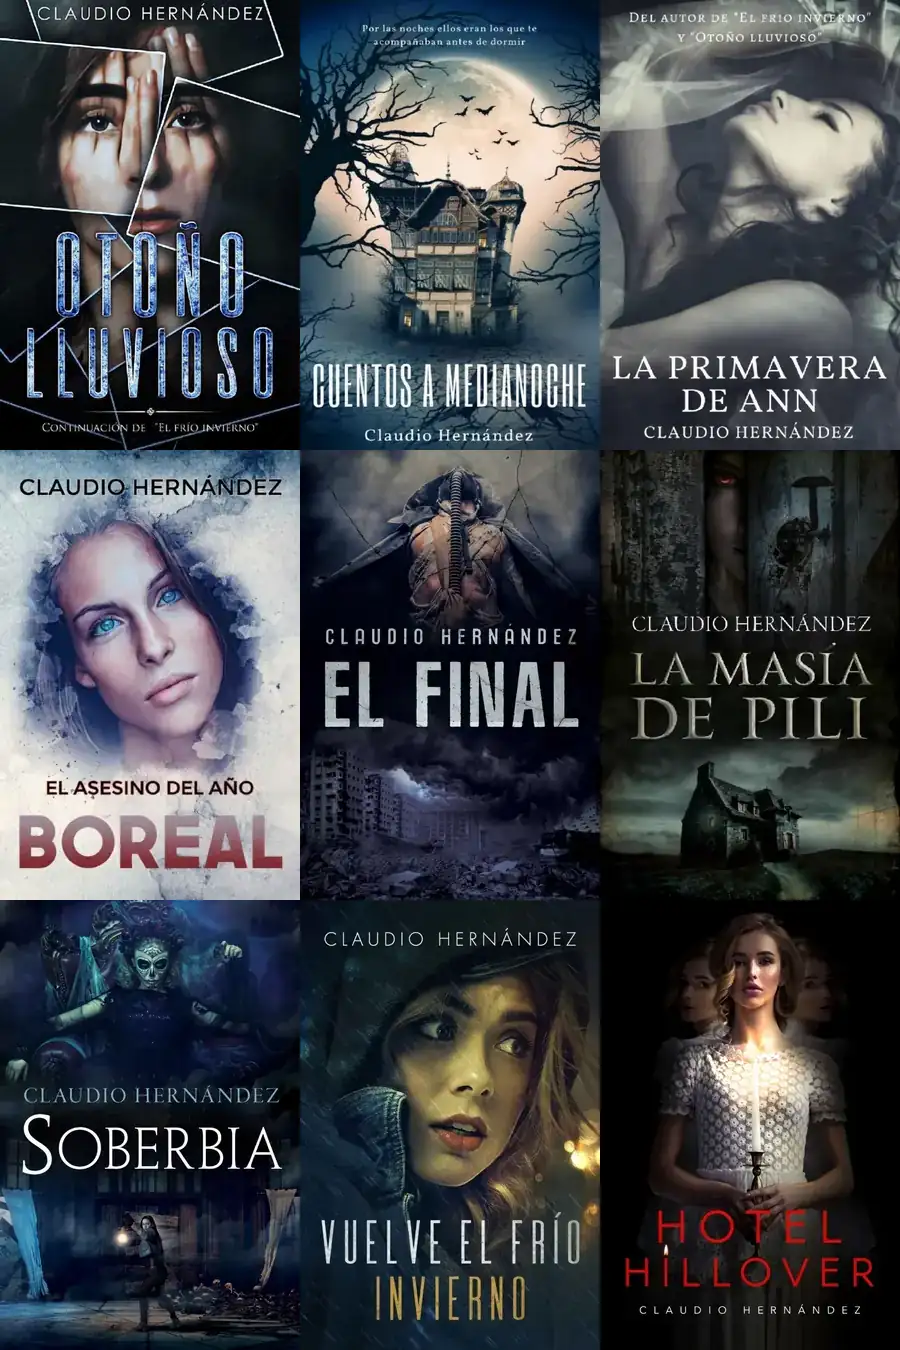 CLAUDIO HERNÁNDEZ
OTOÑO
LLUVIOSO
CONTINUACIÓN DE "EL FRÍO INVIERNO"
Por las noches ellos eran los que te
acompañaban antes de dormir
CUENTOS A MEDIANOCHE
Claudio Hernández
DEL AUTOR DE "EL FRIO INVIERNO"
Y "OTOÑO LLUVIOSO"
LA PRIMAVERA
DE ANN
CLAUDIO HERNÁNDEZ
CLAUDIO HERNÁNDEZ
EL ASESINO DEL AÑO
BOREAL
CLAUDIO HERNÁNDEZ
EL FINAL
CLAUDIO HERNÁNDEZ
LA MASÍA
DE PILI
CLAUDIO HERNÁNDEZ
SOBERBIA
CLAUDIO HERNÁNDEZ
VUELVE EL FRÍO
INVIERNO
HOTEL
HILLOVER
CLAUDIO HERNÁNDEZ